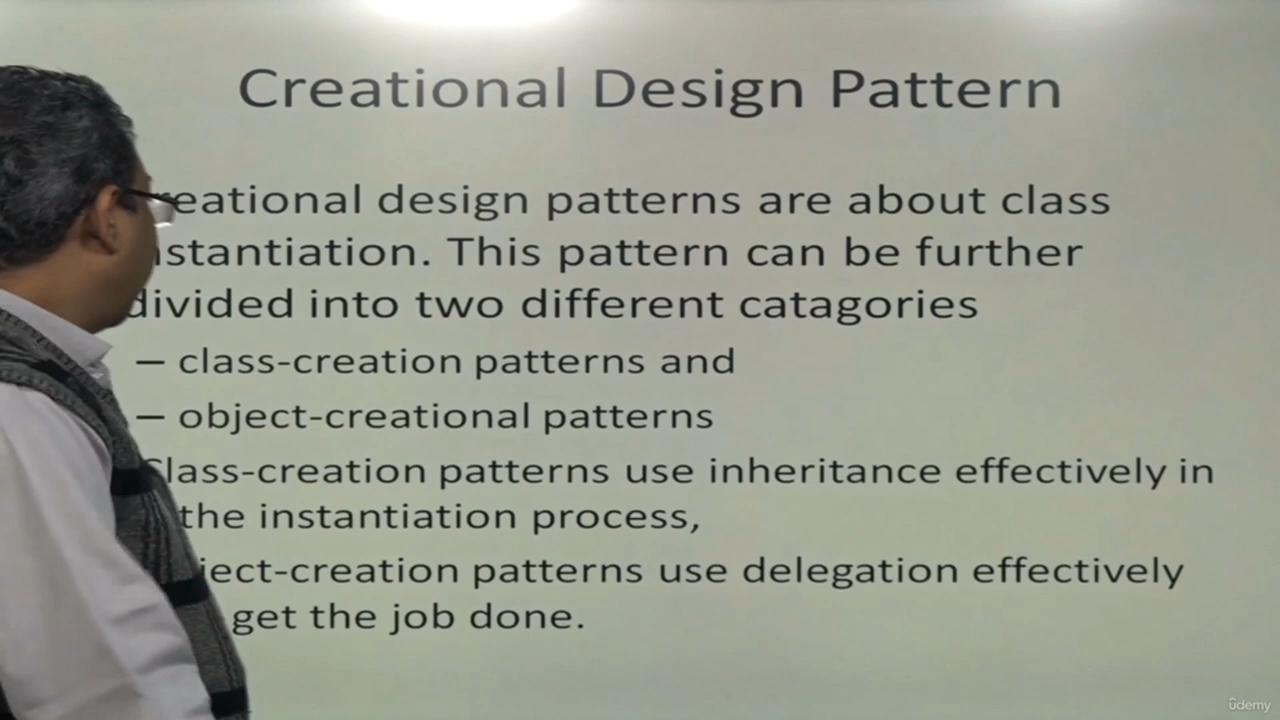 Creational Design Pattern
reational design patterns are about class
nstantiation. This pattern can be further
divided into two different catagories
– class-creation patterns and
– object-creational patterns
Class-creation patterns use inheritance effectively in
the instantiation process,
ject-creation patterns use delegation effectively
get the job done.
ûdemy